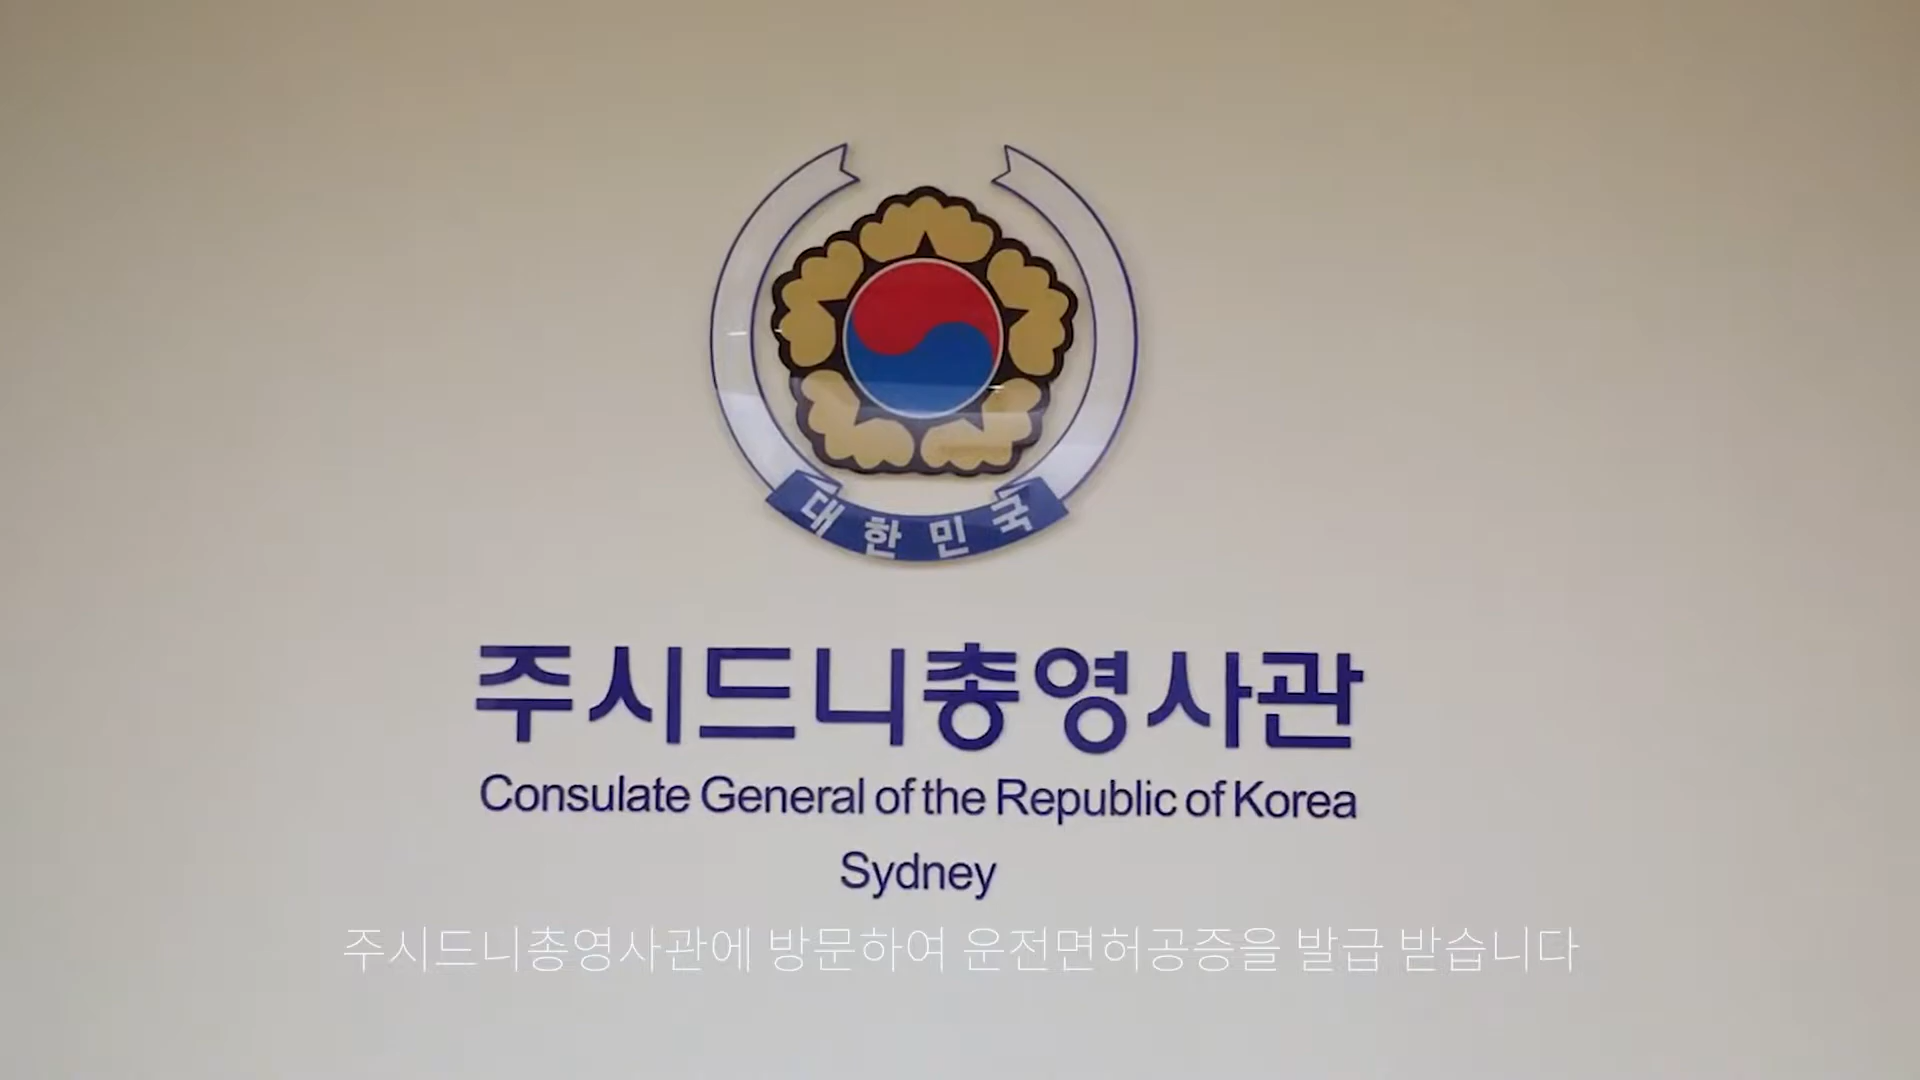 대한민국
주시드니총영사관
Consulate General of the Republic of Korea
Sydney
주시드니총영사관에 방문하여 운전면허공증을 발급 받습니다